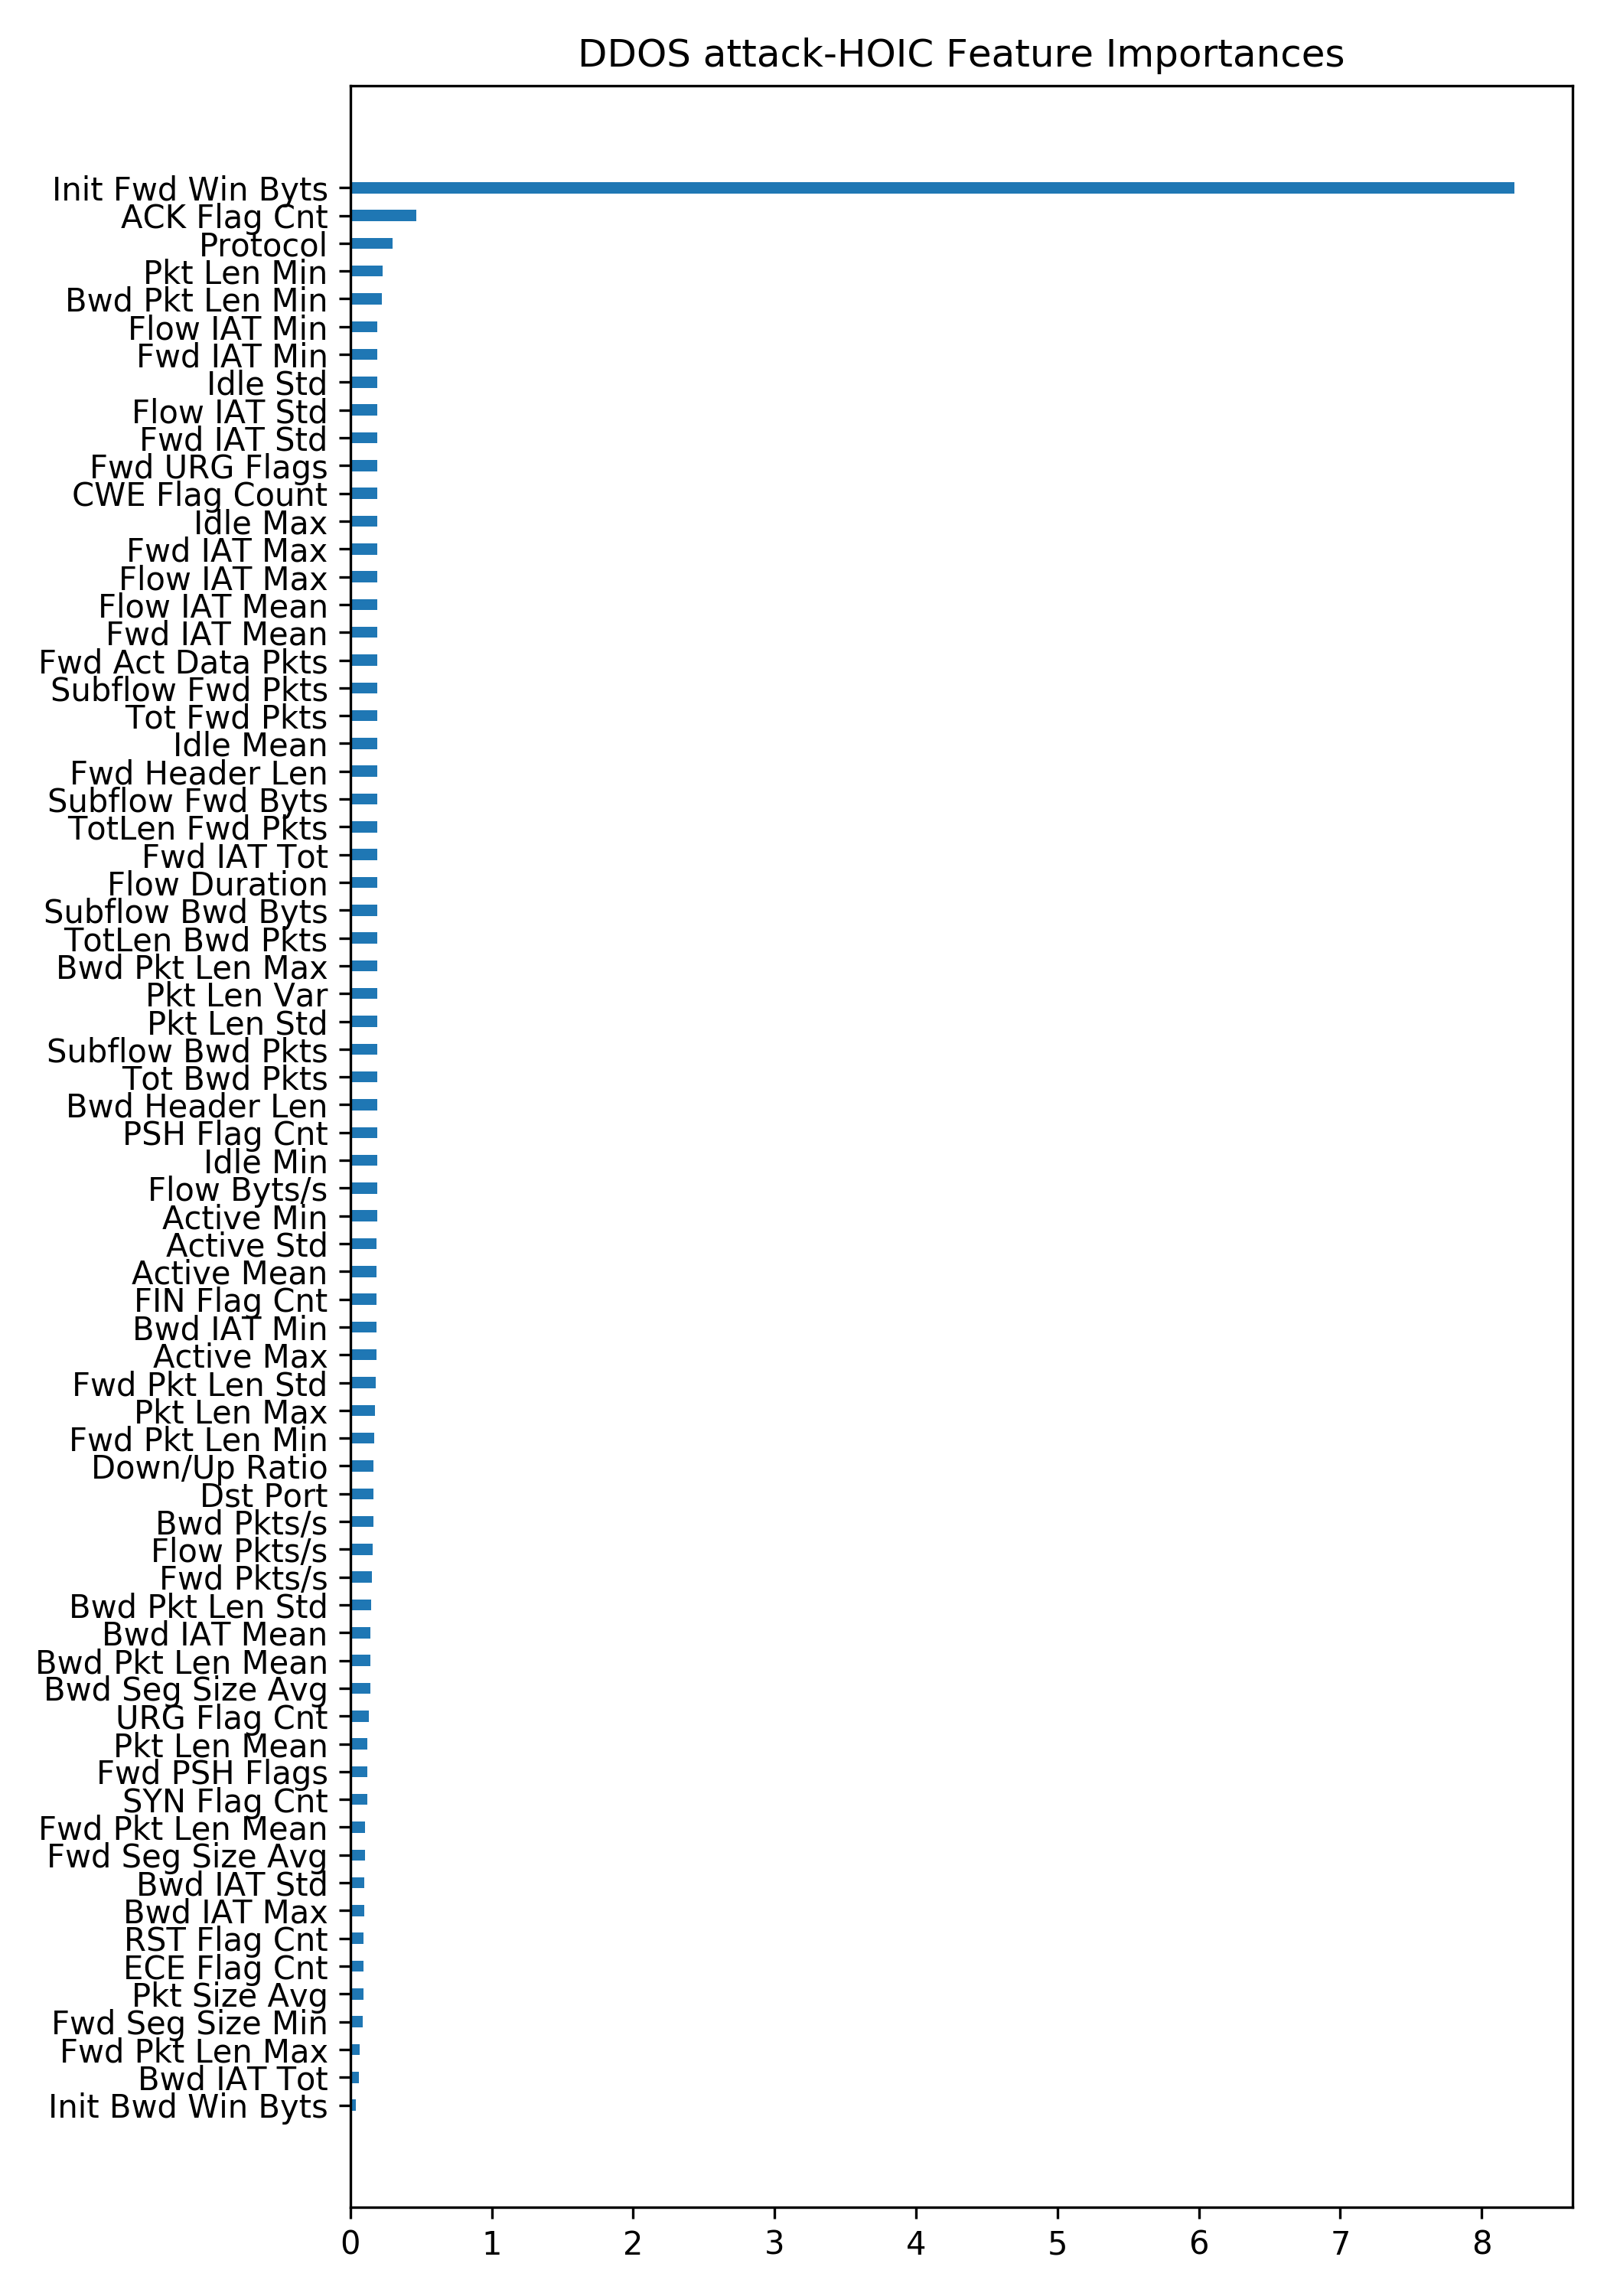 DDOS attack-HOIC Feature Importances
Init Fwd Win Byts
ACK Flag Cnt
Protocol
Pkt Len Min
Bwd Pkt Len Min
Flow IAT Min
Fwd IAT Min
Idle Std
Flow IAT Std
Fwd IAT Std
Fwd URG Flags
CWE Flag Count
Idle Max
Fwd IAT Max
Flow IAT Max
Flow IAT Mean
Fwd IAT Mean
Fwd Act Data Pkts
Subflow Fwd Pkts
Tot Fwd Pkts
Idle Mean
Fwd Header Len
Subflow Fwd Byts
TotLen Fwd Pkts
Fwd IAT Tot
Flow Duration
Subflow Bwd Byts
TotLen Bwd Pkts
Bwd Pkt Len Max
Pkt Len Var
Pkt Len Std
Subflow Bwd Pkts
Tot Bwd Pkts
Bwd Header Len
PSH Flag Cnt
Idle Min
Flow Byts/s
Active Min
Active Std
Active Mean
FIN Flag Cnt
Bwd IAT Min
Active Max
Fwd Pkt Len Std
Pkt Len Max
Fwd Pkt Len Min
Down/Up Ratio
Dst Port
Bwd Pkts/s
Flow Pkts/s
Fwd Pkts/s
Bwd Pkt Len Std
Bwd IAT Mean
Bwd Pkt Len Mean
Bwd Seg Size Avg
URG Flag Cnt
Pkt Len Mean
Fwd PSH Flags
SYN Flag Cnt
Fwd Pkt Len Mean
Fwd Seg Size Avg
Bwd IAT Std
Bwd IAT Max
RST Flag Cnt
ECE Flag Cnt
Pkt Size Avg
Fwd Seg Size Min
Fwd Pkt Len Max
Bwd IAT Tot
Init Bwd Win Byts
0 1 2 3 4 5 6 7 8